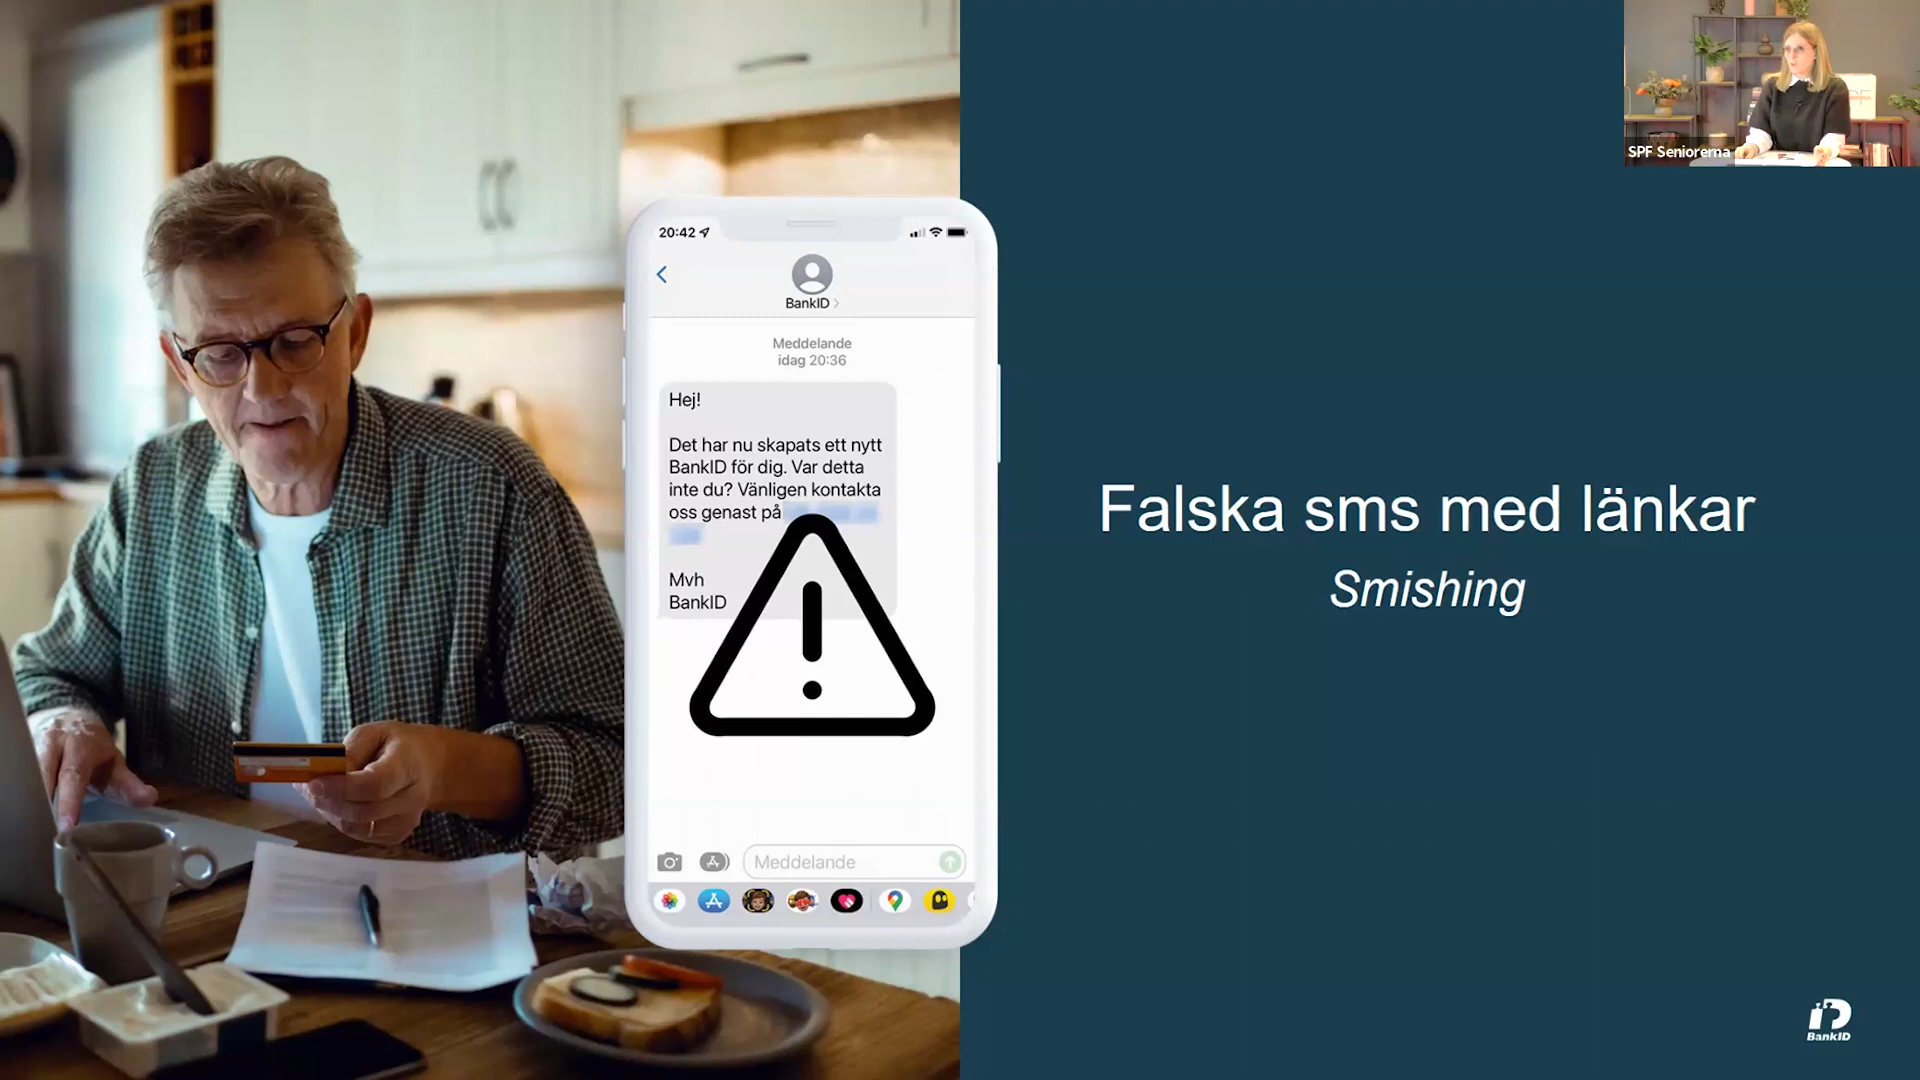 SPF Seniorerna
20:42
BankID
Meddelande
idag 20:36
Hej!
Det har nu skapats ett nytt
BankID för dig. Var detta
inte du? Vänligen kontakta
oss genast på
Mvh
BankID
Meddelande
Falska sms med länkar
Smishing
BankID